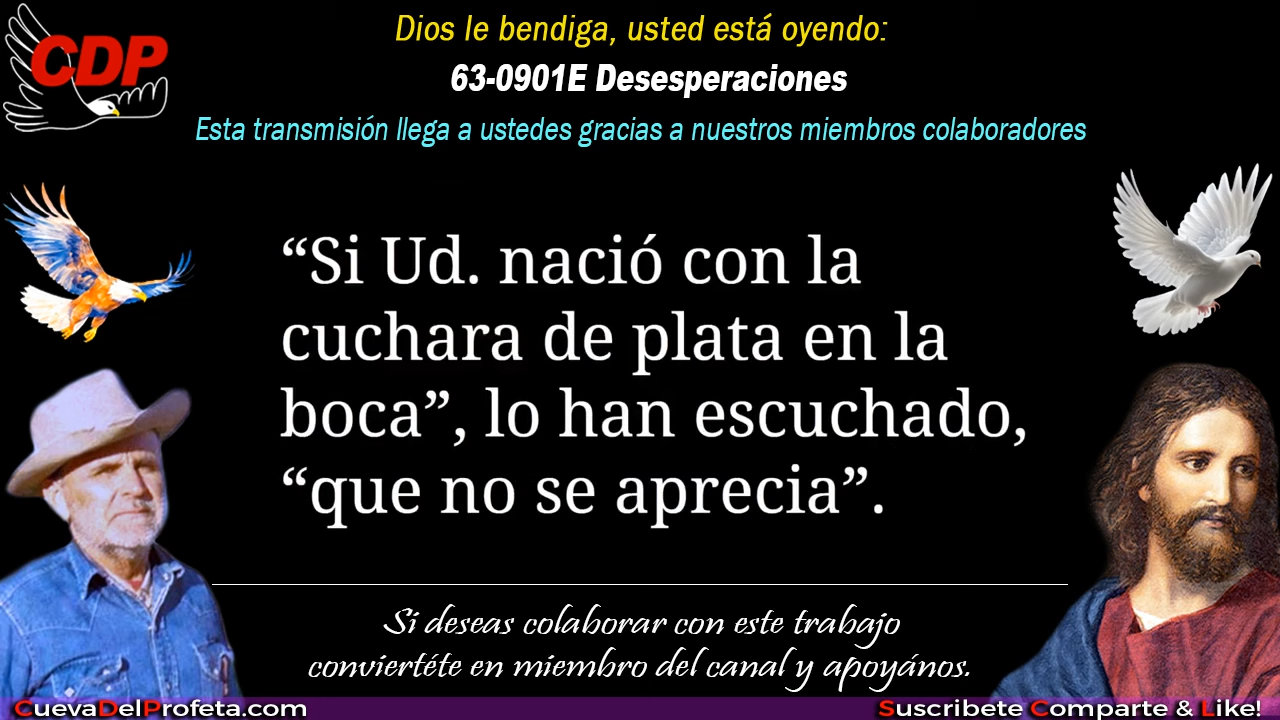 CDP
Dios le bendiga, usted está oyendo:
63-0901E Desesperaciones
Esta transmisión llega a ustedes gracias a nuestros miembros colaboradores
“Si Ud. nació con la
cuchara de plata en la
boca”, lo han escuchado,
“que no se aprecia”.
Si deseas colaborar con este trabajo
conviertéte en miembro del canal y apoyános.
CuevaDelProfeta.com
Suscribete Comparte & Like!